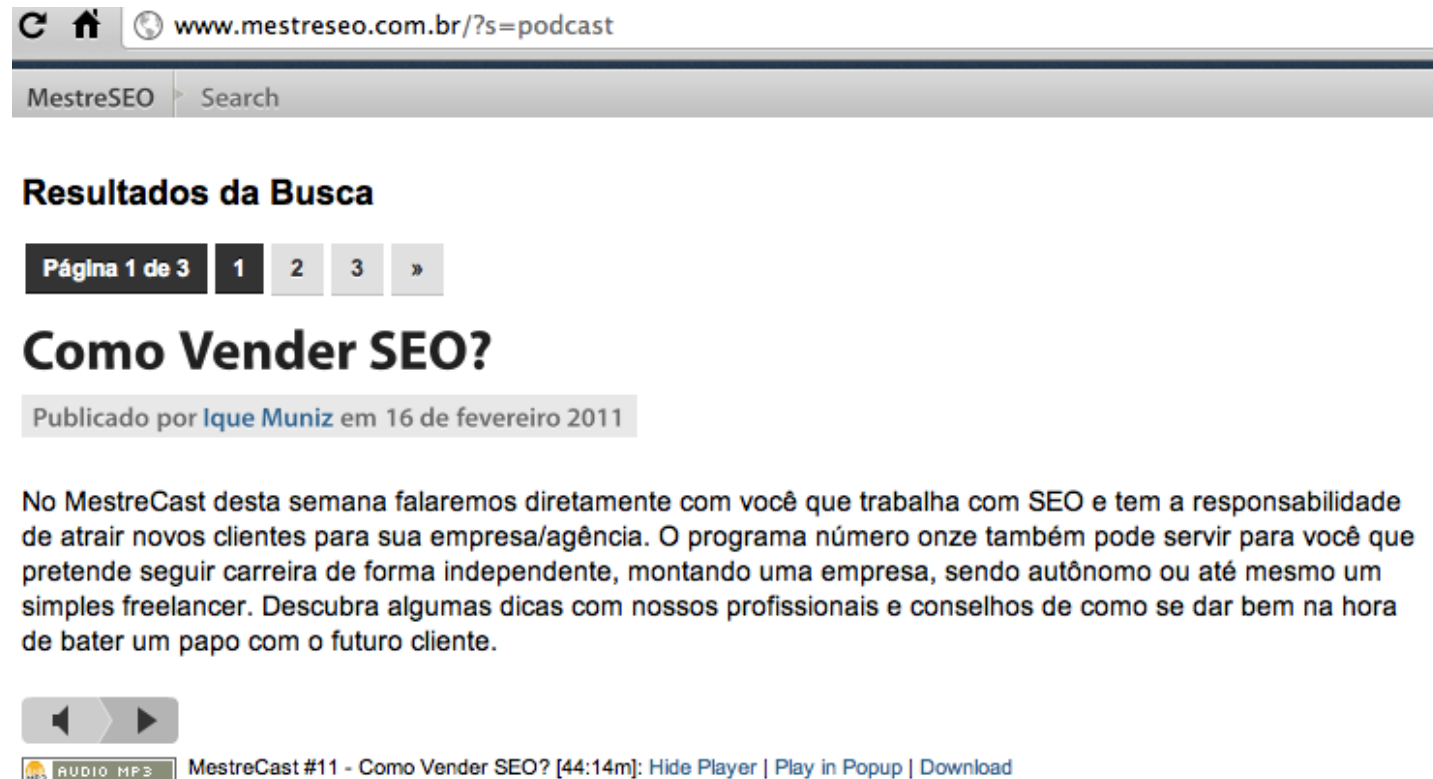 www.mestreseo.com.br/?s=podcast
MestreSEO Search
Resultados da Busca
Página 1 de 3 1 2 3 »
Como Vender SEO?
Publicado por Ique Muniz em 16 de fevereiro 2011
No MestreCast desta semana falaremos diretamente com você que trabalha com SEO e tem a responsabilidade
de atrair novos clientes para sua empresa/agência. O programa número onze também pode servir para você que
pretende seguir carreira de forma independente, montando uma empresa, sendo autônomo ou até mesmo um
simples freelancer. Descubra algumas dicas com nossos profissionais e conselhos de como se dar bem na hora
de bater um papo com o futuro cliente.
AUDIO MP3 MestreCast #11 - Como Vender SEO? [44:14m]: Hide Player | Play in Popup | Download